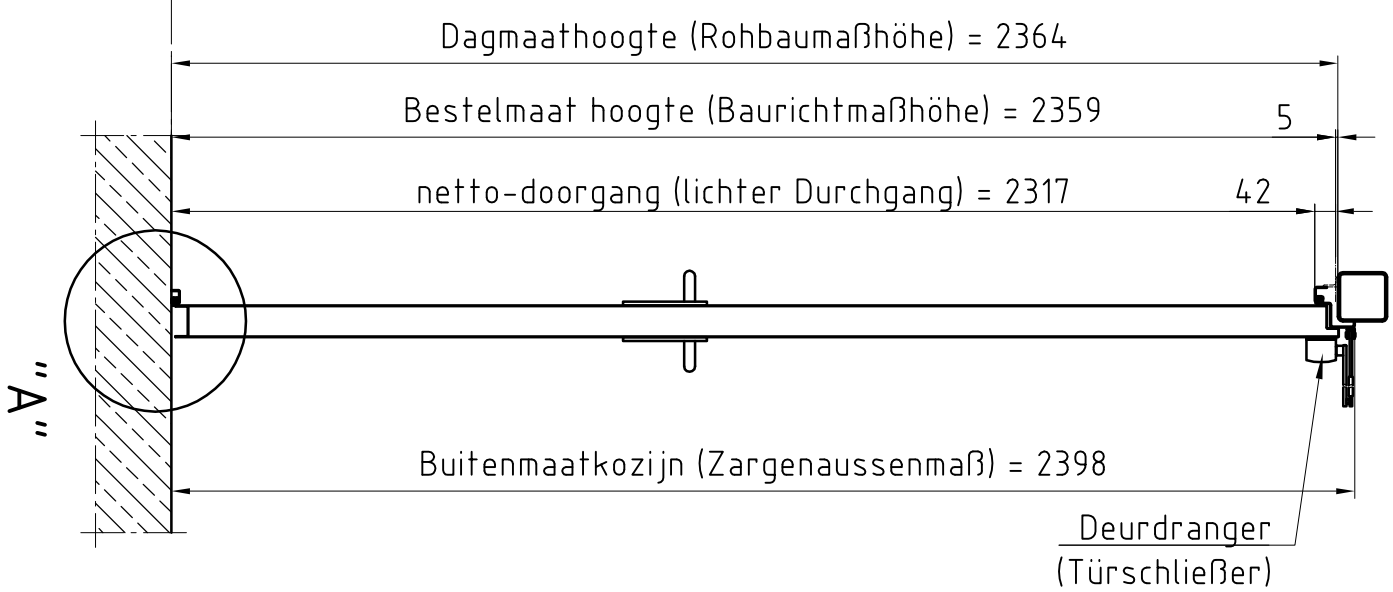 Dagmaathoogte (Rohbaumaßhöhe) = 2364
Bestelmaat hoogte (Baurichtmaßhöhe) = 2359
5
netto-doorgang (lichter Durchgang) = 2317
42
"A"
Buitenmaatkozijn (Zargenaussenmaß) = 2398
Deurdranger
(Türschließer)